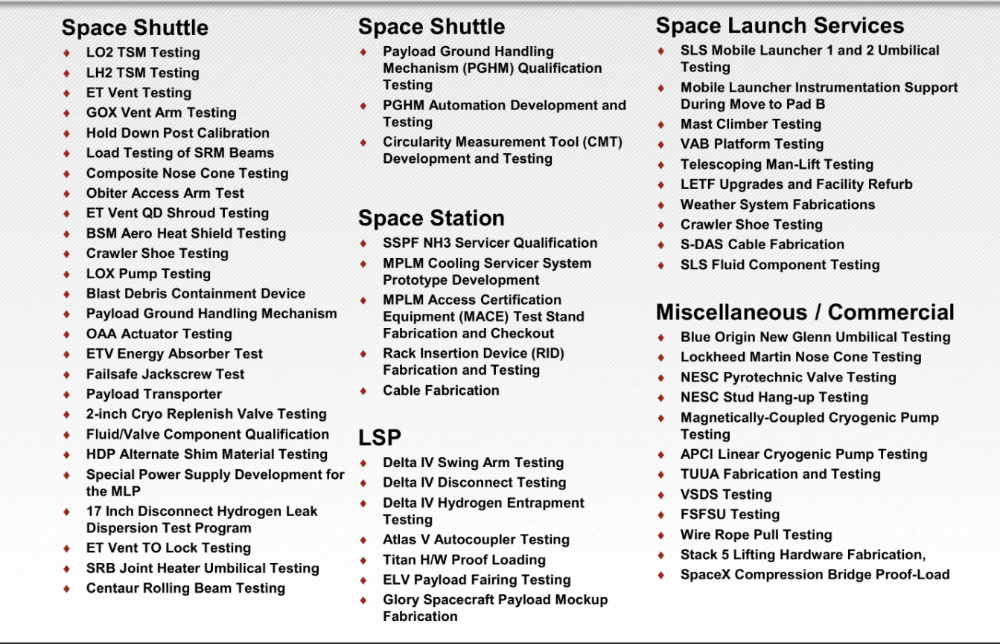 Space Shuttle
LO2 TSM Testing
LH2 TSM Testing
ET Vent Testing
GOX Vent Arm Testing
Hold Down Post Calibration
Load Testing of SRM Beams
Composite Nose Cone Testing
Obiter Access Arm Test
ET Vent QD Shroud Testing
BSM Aero Heat Shield Testing
Crawler Shoe Testing
LOX Pump Testing
Blast Debris Containment Device
Payload Ground Handling Mechanism
OAA Actuator Testing
ETV Energy Absorber Test
Failsafe Jackscrew Test
Payload Transporter
2-inch Cryo Replenish Valve Testing
Fluid/Valve Component Qualification
HDP Alternate Shim Material Testing
Special Power Supply Development for
the MLP
17 Inch Disconnect Hydrogen Leak
Dispersion Test Program
ET Vent TO Lock Testing
SRB Joint Heater Umbilical Testing
Centaur Rolling Beam Testing
Space Shuttle
Payload Ground Handling
Mechanism (PGHM) Qualification
Testing
PGHM Automation Development and
Testing
Circularity Measurement Tool (CMT)
Development and Testing
Space Station
SSPF NH3 Servicer Qualification
MPLM Cooling Servicer System
Prototype Development
MPLM Access Certification
Equipment (MACE) Test Stand
Fabrication and Checkout
Rack Insertion Device (RID)
Fabrication and Testing
Cable Fabrication
LSP
Delta IV Swing Arm Testing
Delta IV Disconnect Testing
Delta IV Hydrogen Entrapment
Testing
Atlas V Autocoupler Testing
Titan H/W Proof Loading
ELV Payload Fairing Testing
Glory Spacecraft Payload Mockup
Fabrication
Space Launch Services
SLS Mobile Launcher 1 and 2 Umbilical
Testing
Mobile Launcher Instrumentation Support
During Move to Pad B
Mast Climber Testing
VAB Platform Testing
Telescoping Man-Lift Testing
LETF Upgrades and Facility Refurb
Weather System Fabrications
Crawler Shoe Testing
S-DAS Cable Fabrication
SLS Fluid Component Testing
Miscellaneous / Commercial
Blue Origin New Glenn Umbilical Testing
Lockheed Martin Nose Cone Testing
NESC Pyrotechnic Valve Testing
NESC Stud Hang-up Testing
Magnetically-Coupled Cryogenic Pump
Testing
APCI Linear Cryogenic Pump Testing
TUUA Fabrication and Testing
VSDS Testing
FSFSU Testing
Wire Rope Pull Testing
Stack 5 Lifting Hardware Fabrication,
SpaceX Compression Bridge Proof-Load